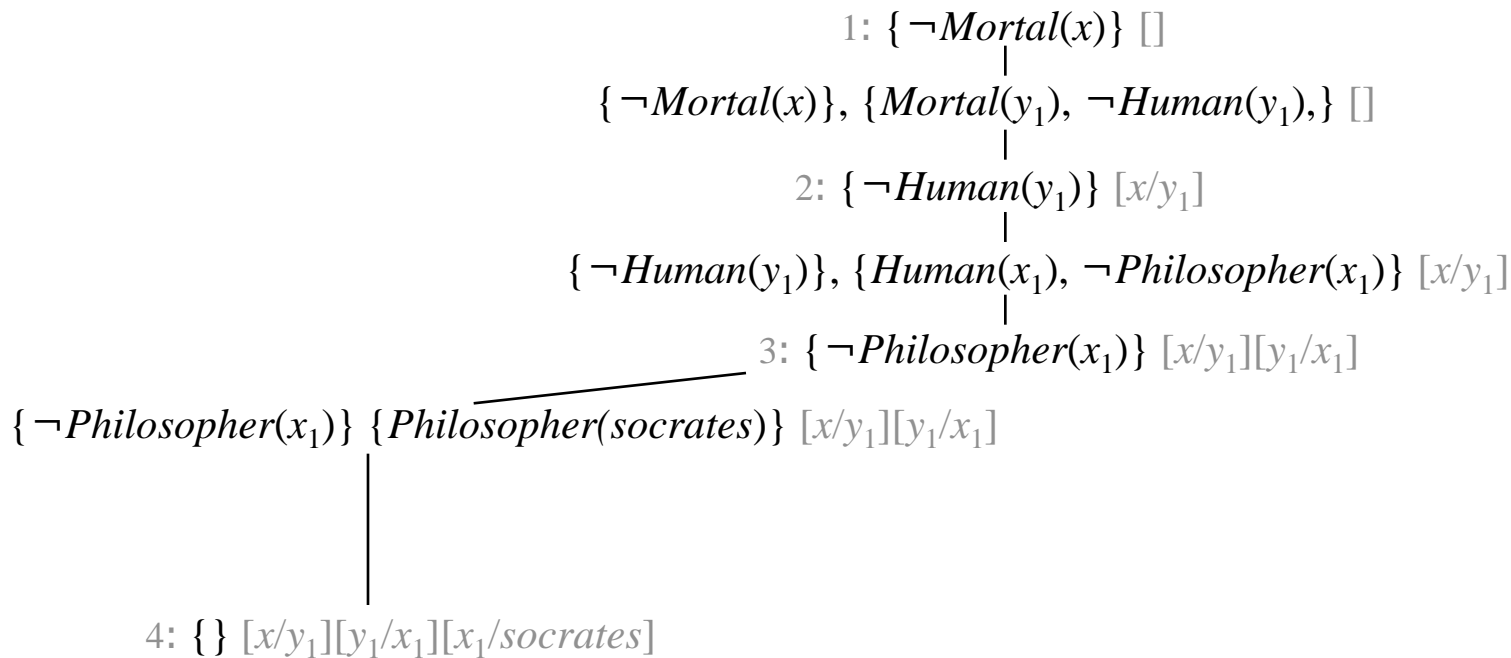 1: {¬Mortal(x)} []
{¬Mortal(x)}, {Mortal(y₁), ¬Human(y₁),} []
2: {¬Human(y₁)} [x/y₁]
{¬Human(y₁)}, {Human(x₁), ¬Philosopher(x₁)} [x/y₁]
3: {¬Philosopher(x₁)} [x/y₁][y₁/x₁]
{¬Philosopher(x₁)} {Philosopher(socrates)} [x/y₁][y₁/x₁]
4: {} [x/y₁][y₁/x₁][x₁/socrates]